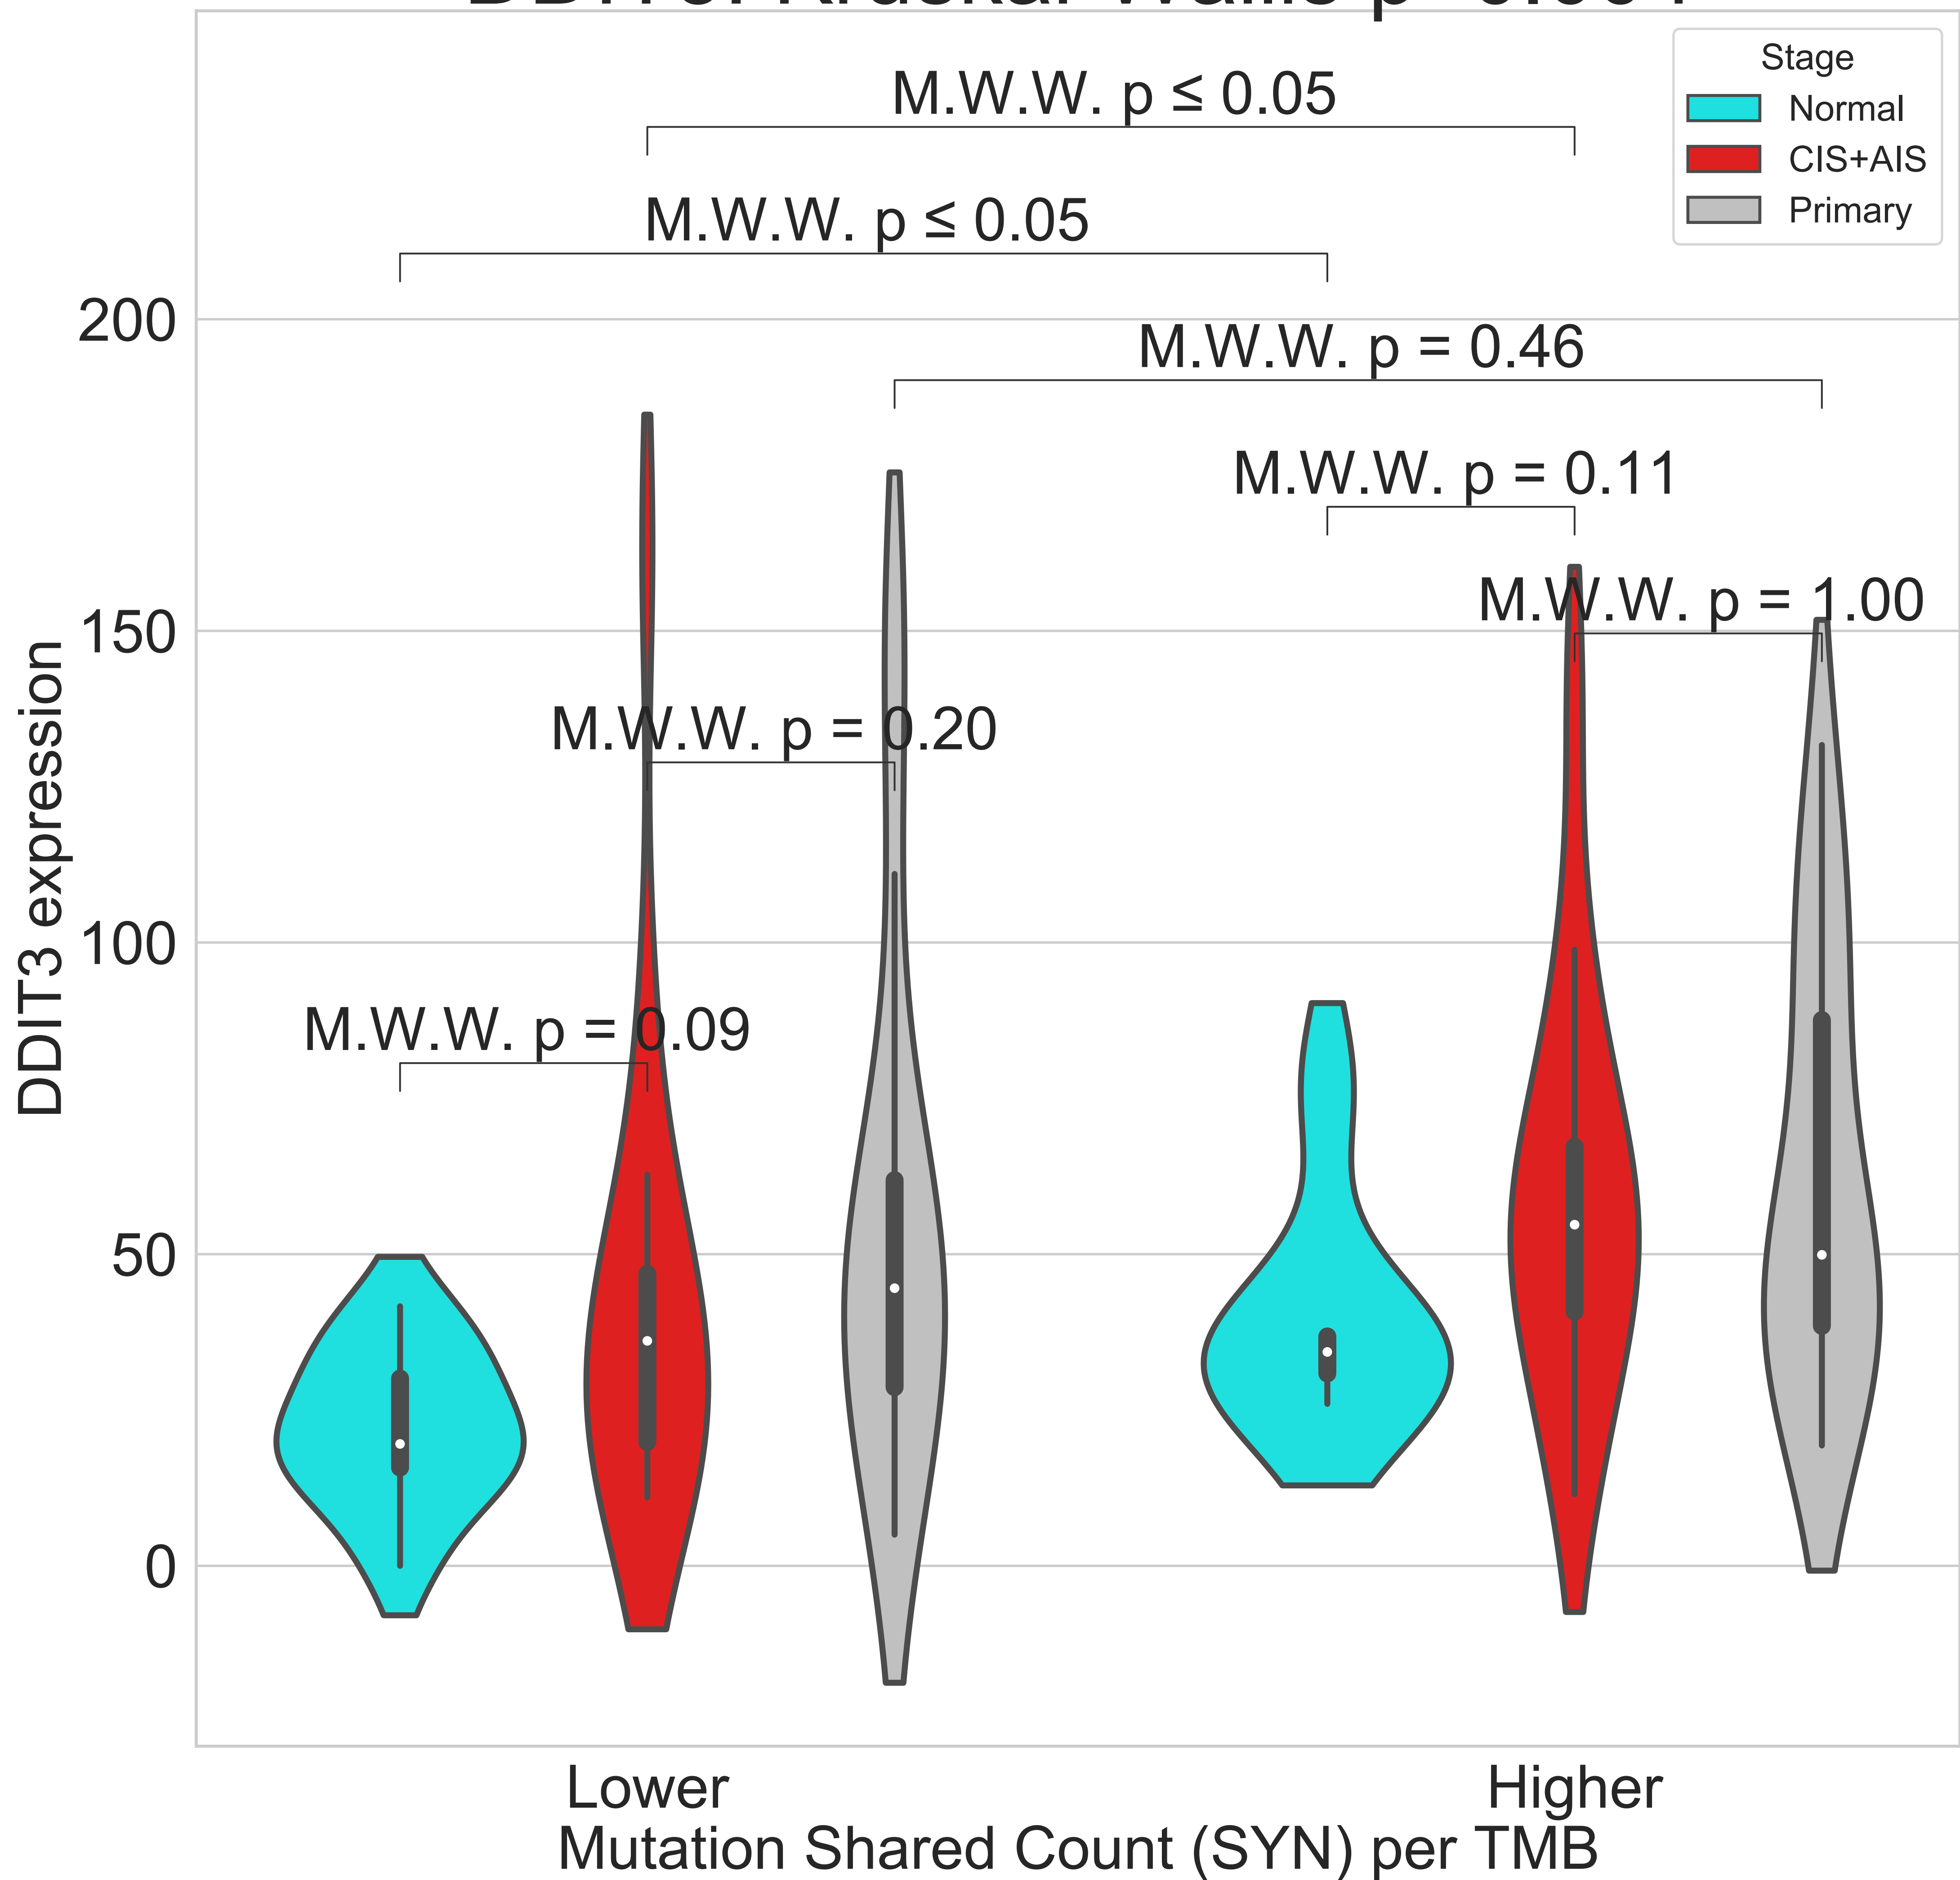 Stage
Normal
CIS+AIS
Primary
M.W.W. p ≤ 0.05
M.W.W. p ≤ 0.05
M.W.W. p = 0.46
M.W.W. p = 0.11
M.W.W. p = 1.00
M.W.W. p = 0.20
M.W.W. p = 0.09
DDIT3 expression
200
150
100
50
0
Lower
Higher
Mutation Shared Count (SYN) per TMB